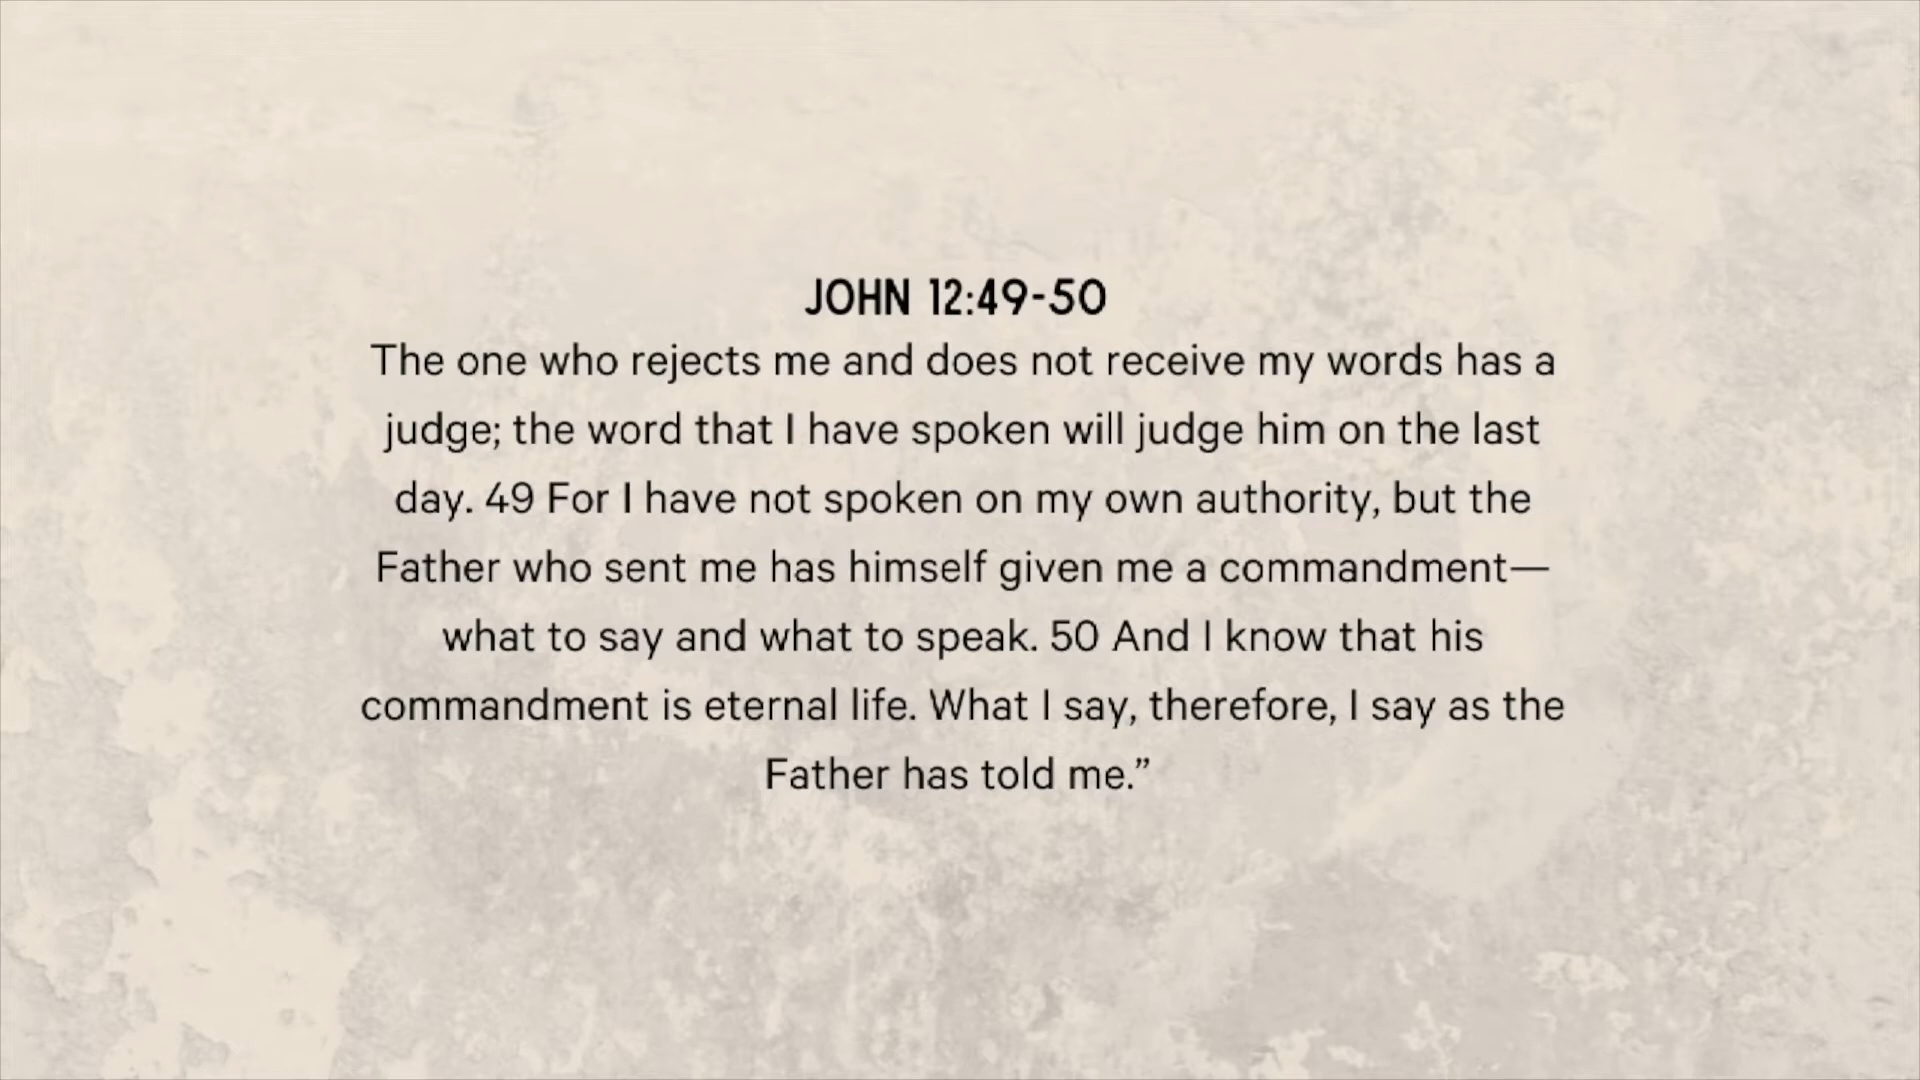 JOHN 12:49-50
The one who rejects me and does not receive my words has a
judge; the word that I have spoken will judge him on the last
day. 49 For I have not spoken on my own authority, but the
Father who sent me has himself given me a commandment—
what to say and what to speak. 50 And I know that his
commandment is eternal life. What I say, therefore, I say as the
Father has told me.”